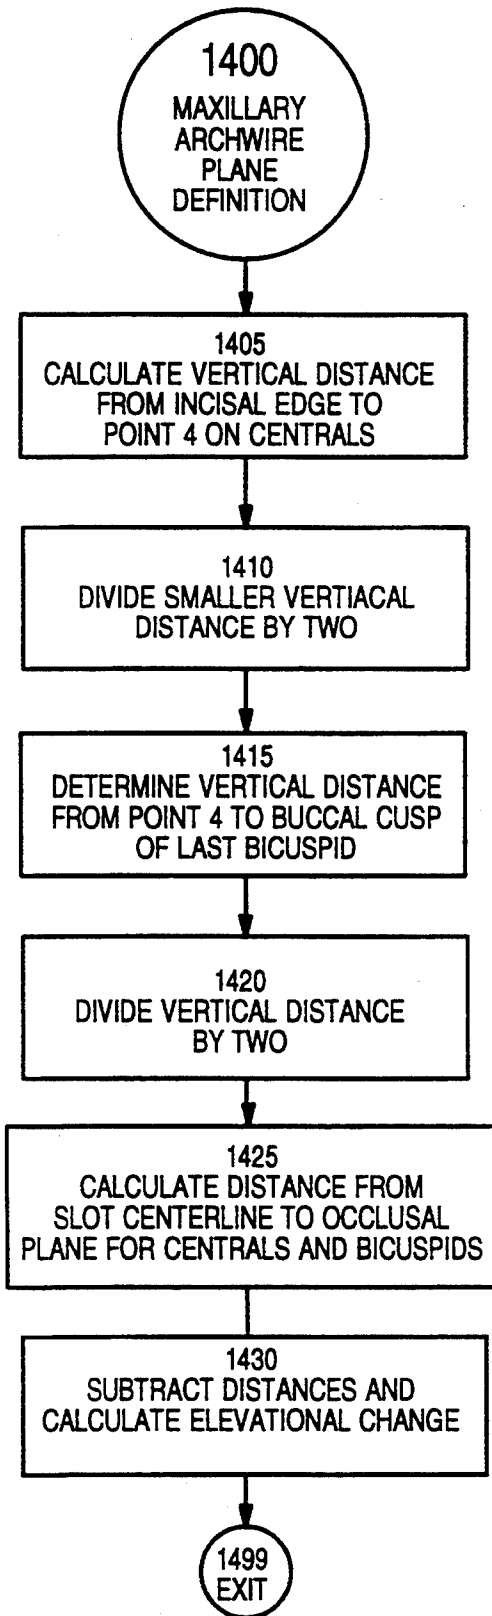 1400
MAXILLARY
ARCHWIRE
PLANE
DEFINITION
1405
CALCULATE VERTICAL DISTANCE
FROM INCISAL EDGE TO
POINT 4 ON CENTRALS
1410
DIVIDE SMALLER VERTIACAL
DISTANCE BY TWO
1415
DETERMINE VERTICAL DISTANCE
FROM POINT 4 TO BUCCAL CUSP
OF LAST BICUSPID
1420
DIVIDE VERTICAL DISTANCE
BY TWO
1425
CALCULATE DISTANCE FROM
SLOT CENTERLINE TO OCCLUSAL
PLANE FOR CENTRALS AND BICUSPIDS
1430
SUBTRACT DISTANCES AND
CALCULATE ELEVATIONAL CHANGE
1499
EXIT